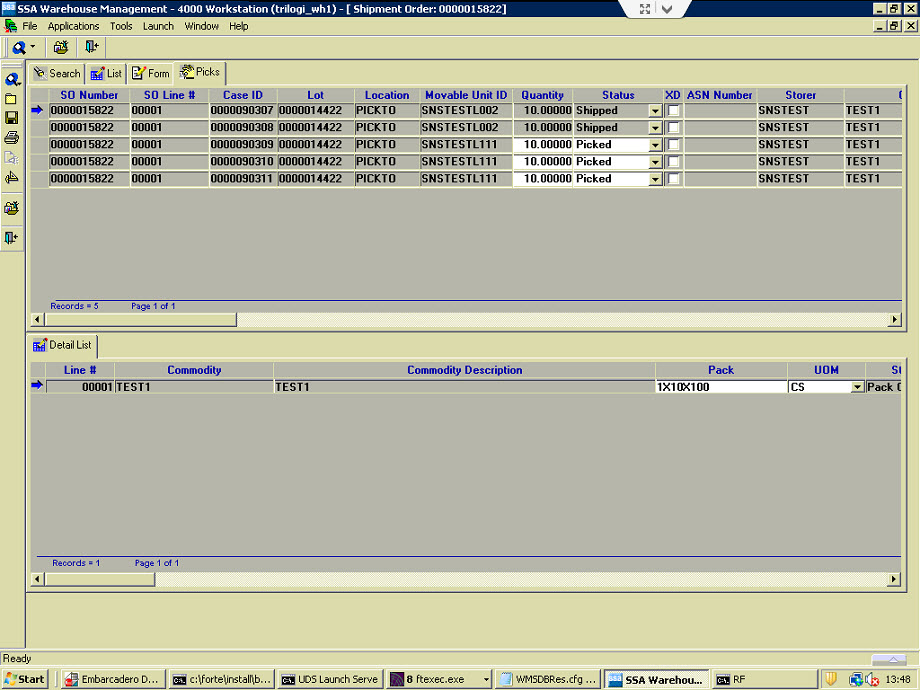 SSA Warehouse Management - 4000 Workstation (trilogi_wh1) - [ Shipment Order: 0000015822]
File Applications Tools Launch Window Help
Search List Form Picks
SO Number SO Line # Case ID Lot Location Movable Unit ID Quantity Status XD ASN Number Storer
0000015822 00001 0000090307 0000014422 PICKTO SNSTESTL002 10.00000 Shipped SNSTEST TEST1
0000015822 00001 0000090308 0000014422 PICKTO SNSTESTL002 10.00000 Shipped SNSTEST TEST1
0000015822 00001 0000090309 0000014422 PICKTO SNSTESTL111 10.00000 Picked SNSTEST TEST1
0000015822 00001 0000090310 0000014422 PICKTO SNSTESTL111 10.00000 Picked SNSTEST TEST1
0000015822 00001 0000090311 0000014422 PICKTO SNSTESTL111 10.00000 Picked SNSTEST TEST1
Records = 5 Page 1 of 1
Detail List
Line # Commodity Commodity Description Pack UOM
00001 TEST1 TEST1 1X10X100 CS Pack
Records = 1 Page 1 of 1
Ready
Start Embarcadero D... c:\forte\install\b... UDS Launch Serve 8 ftexec.exe WMSDBRes.cfg ... SSA Warehou... RF 13:48